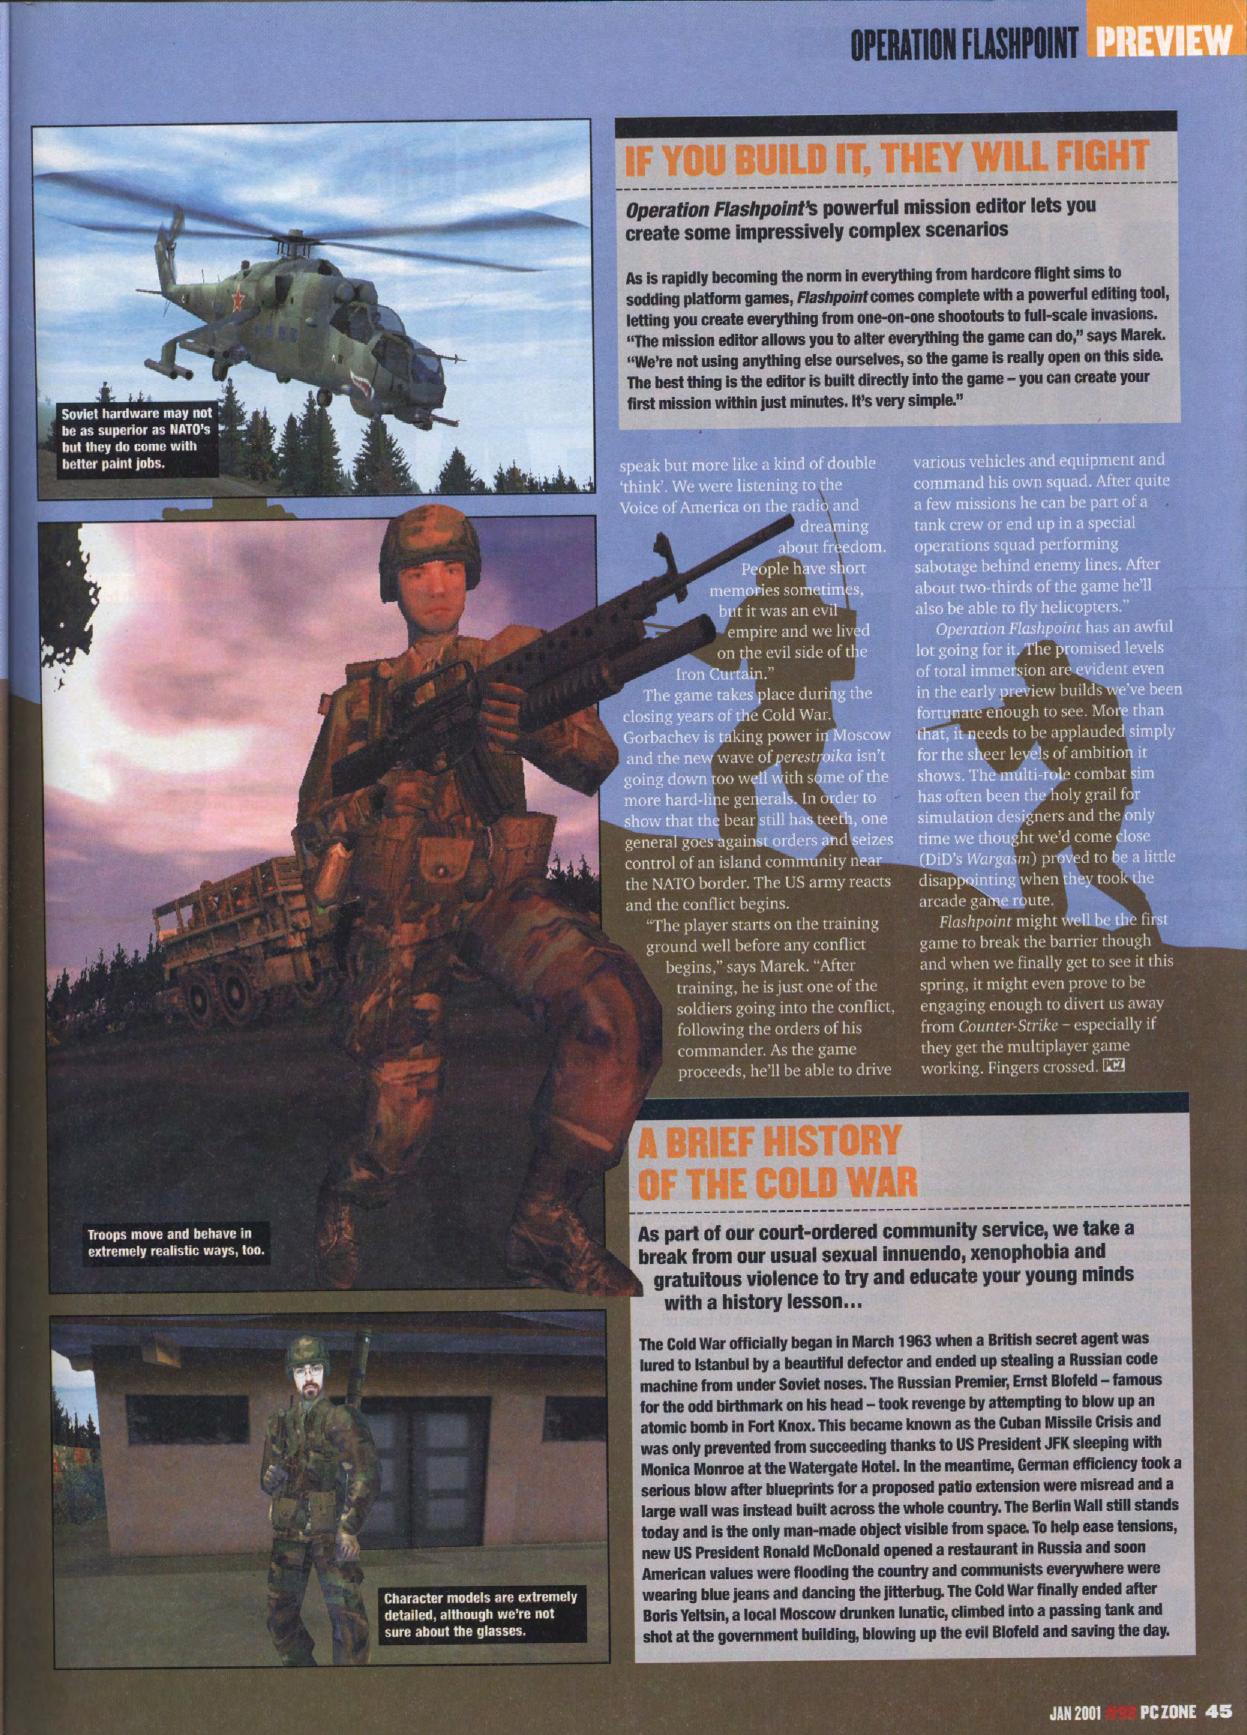 OPERATION FLASHPOINT PREVIEW
Soviet hardware may not
be as superior as NATO's
but they do come with
better paint jobs.
IF YOU BUILD IT, THEY WILL FIGHT
Operation Flashpoint's powerful mission editor lets you
create some impressively complex scenarios
As is rapidly becoming the norm in everything from hardcore flight sims to
sodding platform games, Flashpoint comes complete with a powerful editing tool,
letting you create everything from one-on-one shootouts to full-scale invasions.
“The mission editor allows you to alter everything the game can do,” says Marek.
“We're not using anything else ourselves, so the game is really open on this side.
The best thing is the editor is built directly into the game – you can create your
first mission within just minutes. It's very simple.”
speak but more like a kind of double
‘think’. We were listening to the
Voice of America on the radio and
dreaming
about freedom.
People have short
memories sometimes,
but it was an evil
empire and we lived
on the evil side of the
Iron Curtain.”
The game takes place during the
closing years of the Cold War.
Gorbachev is taking power in Moscow
and the new wave of perestroika isn't
going down too well with some of the
more hard-line generals. In order to
show that the bear still has teeth, one
general goes against orders and seizes
control of an island community near
the NATO border. The US army reacts
and the conflict begins.
“The player starts on the training
ground well before any conflict
begins,” says Marek. “After
training, he is just one of the
soldiers going into the conflict,
following the orders of his
commander. As the game
proceeds, he'll be able to drive
various vehicles and equipment and
command his own squad. After quite
a few missions he can be part of a
tank crew or end up in a special
operations squad performing
sabotage behind enemy lines. After
about two-thirds of the game he'll
also be able to fly helicopters.”
Operation Flashpoint has an awful
lot going for it. The promised levels
of total immersion are evident even
in the early preview builds we've been
fortunate enough to see. More than
that, it needs to be applauded simply
for the sheer levels of ambition it
shows. The multi-role combat sim
has often been the holy grail for
simulation designers and the only
time we thought we'd come close
(DiD's Wargasm) proved to be a little
disappointing when they took the
arcade game route.
Flashpoint might well be the first
game to break the barrier though
and when we finally get to see it this
spring, it might even prove to be
engaging enough to divert us away
from Counter-Strike – especially if
they get the multiplayer game
working. Fingers crossed. PCZ
Troops move and behave in
extremely realistic ways, too.
A BRIEF HISTORY
OF THE COLD WAR
As part of our court-ordered community service, we take a
break from our usual sexual innuendo, xenophobia and
gratuitous violence to try and educate your young minds
with a history lesson...
The Cold War officially began in March 1963 when a British secret agent was
lured to Istanbul by a beautiful defector and ended up stealing a Russian code
machine from under Soviet noses. The Russian Premier, Ernst Blofeld – famous
for the odd birthmark on his head – took revenge by attempting to blow up an
atomic bomb in Fort Knox. This became known as the Cuban Missile Crisis and
was only prevented from succeeding thanks to US President JFK sleeping with
Monica Monroe at the Watergate Hotel. In the meantime, German efficiency took a
serious blow after blueprints for a proposed patio extension were misread and a
large wall was instead built across the whole country. The Berlin Wall still stands
today and is the only man-made object visible from space. To help ease tensions,
new US President Ronald McDonald opened a restaurant in Russia and soon
American values were flooding the country and communists everywhere were
wearing blue jeans and dancing the jitterbug. The Cold War finally ended after
Boris Yeltsin, a local Moscow drunken lunatic, climbed into a passing tank and
shot at the government building, blowing up the evil Blofeld and saving the day.
Character models are extremely
detailed, although we're not
sure about the glasses.
JAN 2001 #98 PC ZONE 45